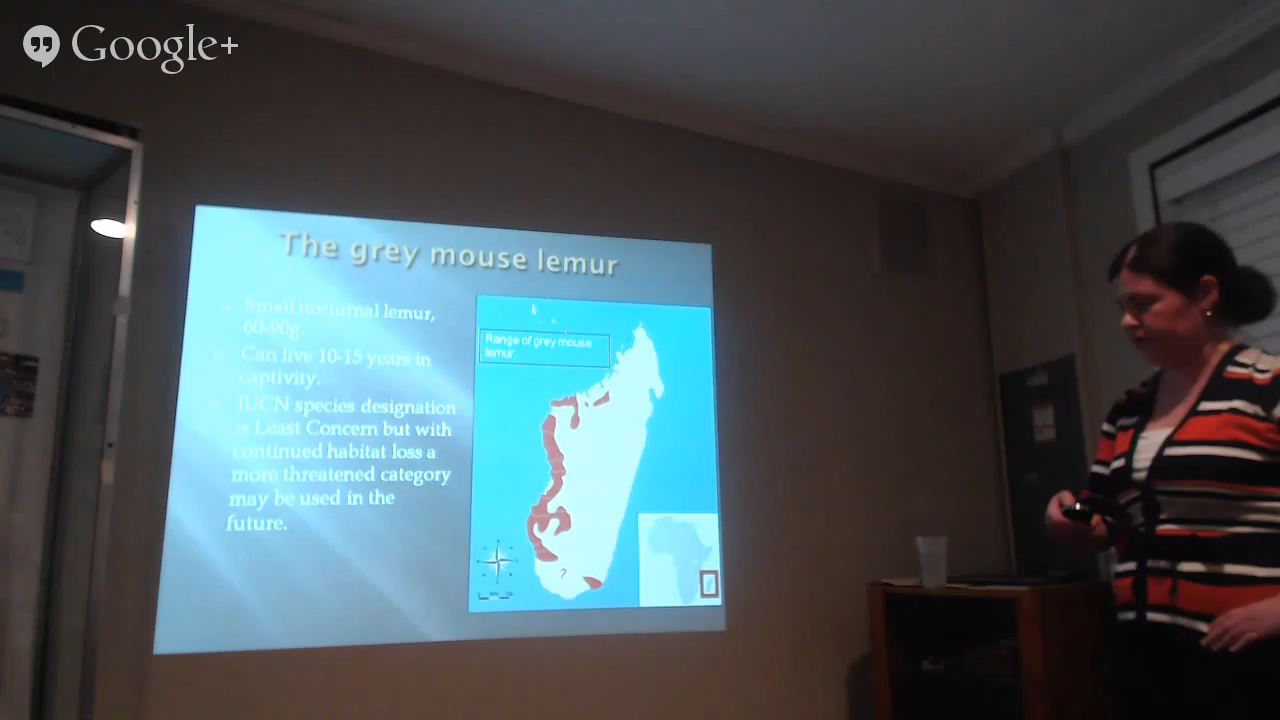 Google+
The grey mouse lemur
Small nocturnal lemur,
60-90g.
Can live 10-15 years in
captivity.
IUCN species designation
is Least Concern but with
continued habitat loss a
more threatened category
may be used in the
future.
Range of grey mouse
lemur
?